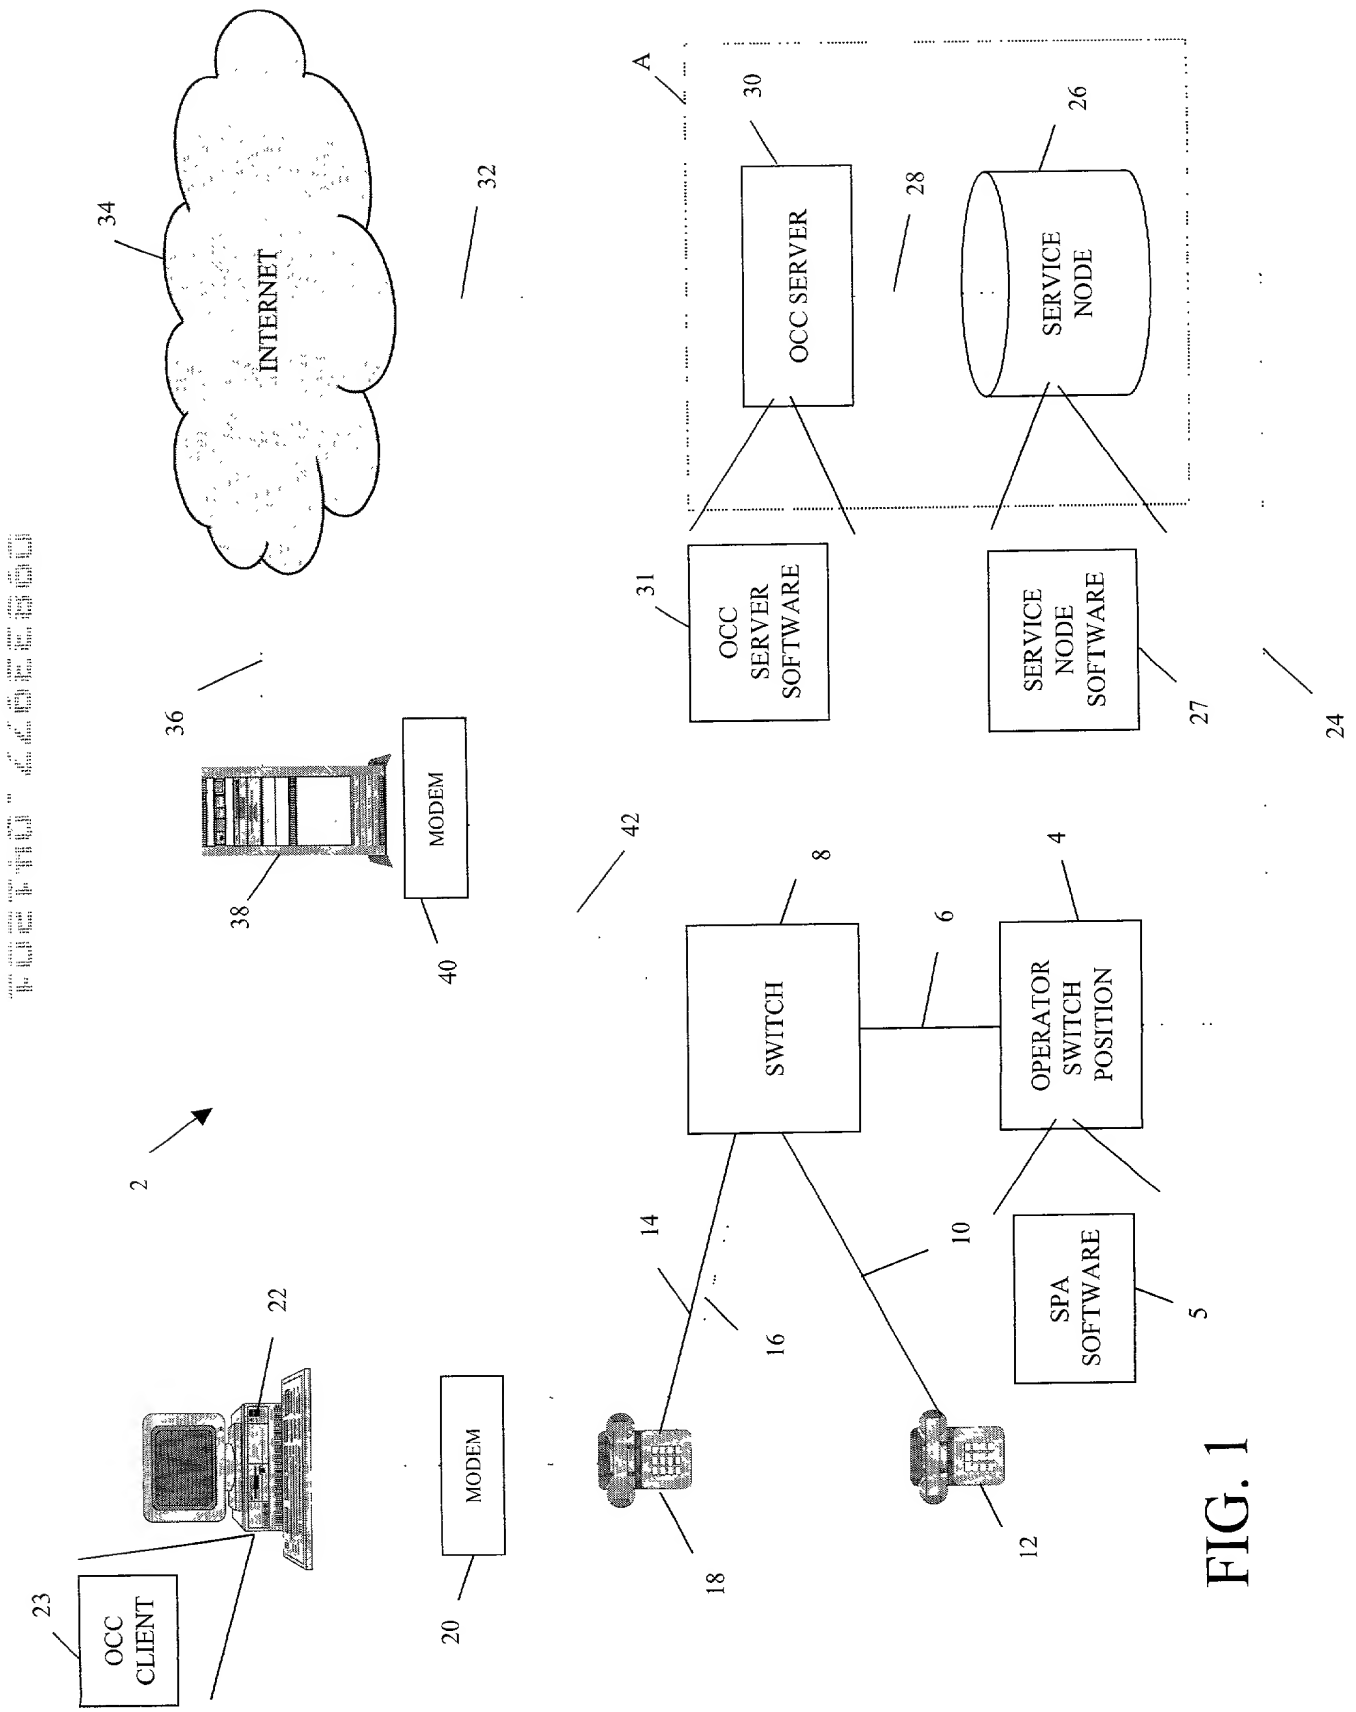 2
23
OCC
CLIENT
22
20
MODEM
18
12
14
16
10
SPA
SOFTWARE
5
SWITCH
8
6
OPERATOR
SWITCH
POSITION
4
38
MODEM
40
42
36
34
INTERNET
32
A
30
OCC SERVER
28
26
SERVICE
NODE
31
OCC
SERVER
SOFTWARE
SERVICE
NODE
SOFTWARE
27
24
FIG. 1